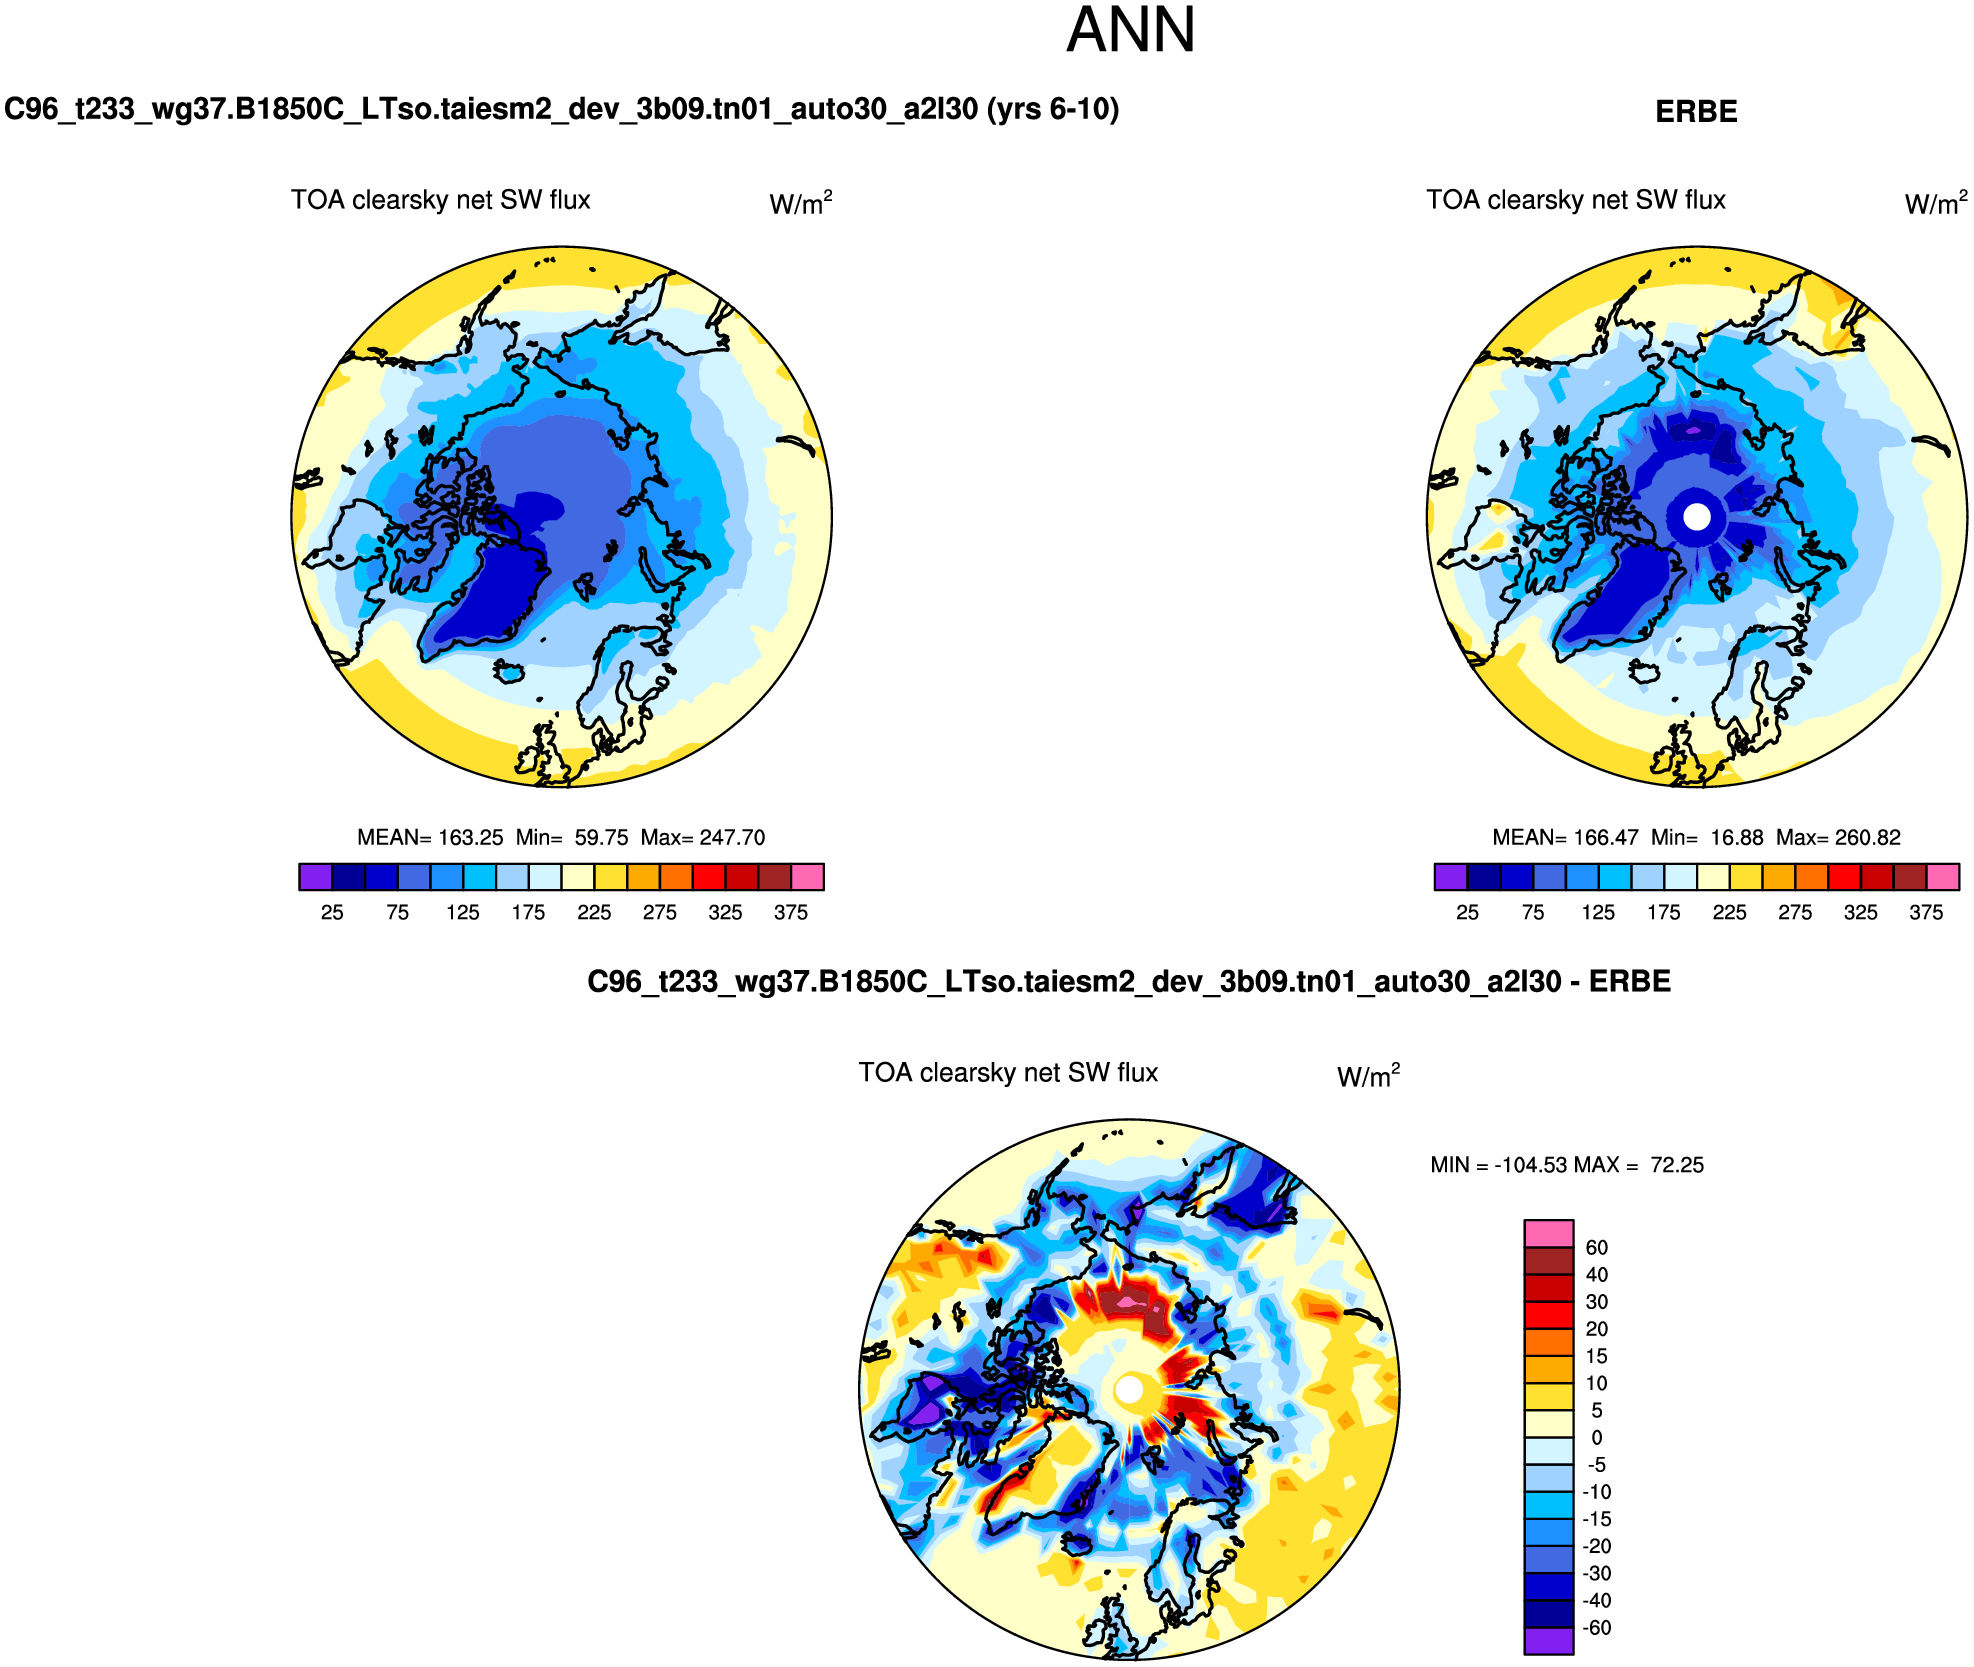 ANN
C96_t233_wg37.B1850C_LTso.taiesm2_dev_3b09.tn01_auto30_a2l30 (yrs 6-10)
ERBE
TOA clearsky net SW flux W/m²
TOA clearsky net SW flux W/m²
MEAN= 163.25 Min= 59.75 Max= 247.70
MEAN= 166.47 Min= 16.88 Max= 260.82
25 75 125 175 225 275 325 375
25 75 125 175 225 275 325 375
C96_t233_wg37.B1850C_LTso.taiesm2_dev_3b09.tn01_auto30_a2l30 - ERBE
TOA clearsky net SW flux W/m²
MIN = -104.53 MAX = 72.25
60
40
30
20
15
10
5
0
-5
-10
-15
-20
-30
-40
-60